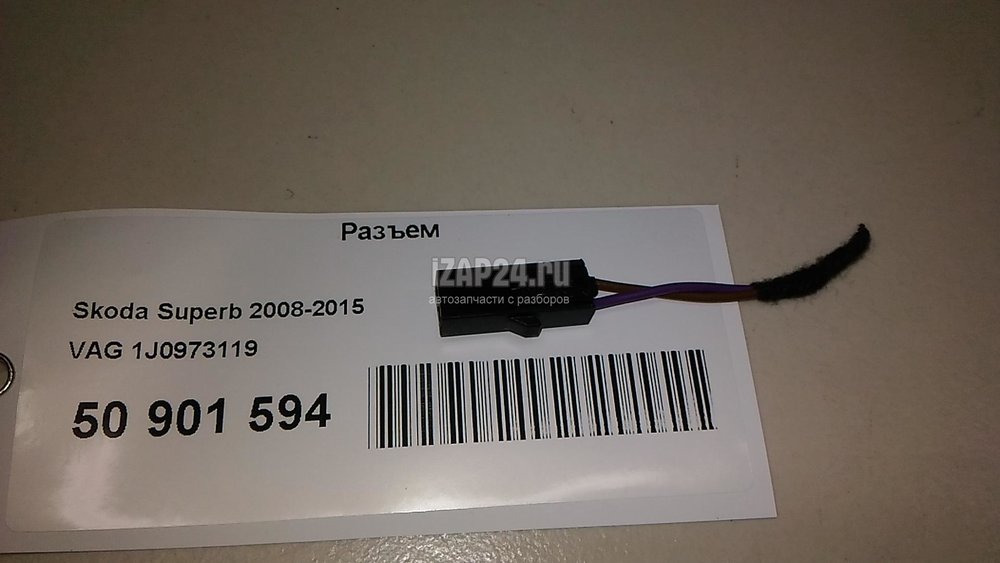 Разъем
iZAP24.ru
автозапчасти с разборов
Skoda Superb 2008-2015
VAG 1J0973119
50 901 594